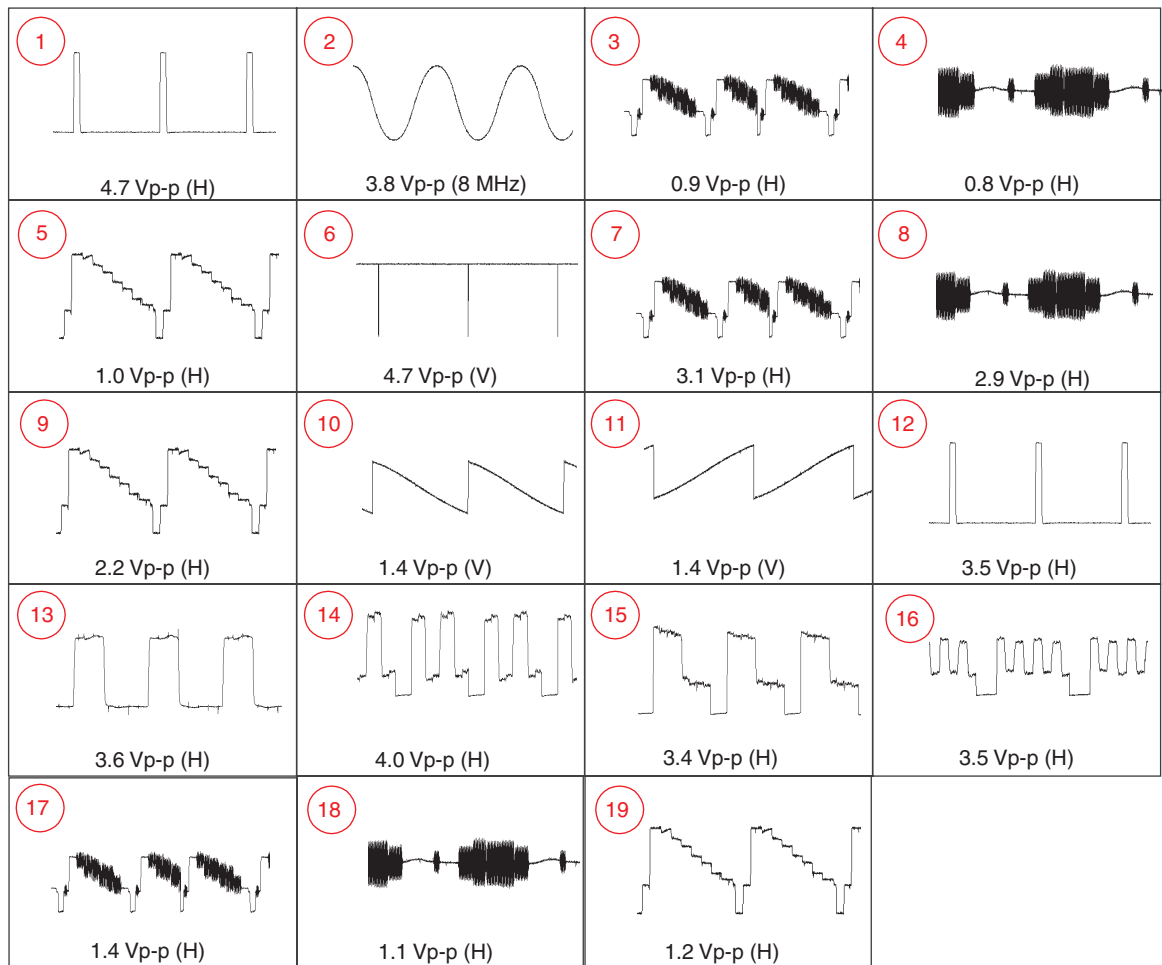 1
4.7 Vp-p (H)
2
3.8 Vp-p (8 MHz)
3
0.9 Vp-p (H)
4
0.8 Vp-p (H)
5
1.0 Vp-p (H)
6
4.7 Vp-p (V)
7
3.1 Vp-p (H)
8
2.9 Vp-p (H)
9
2.2 Vp-p (H)
10
1.4 Vp-p (V)
11
1.4 Vp-p (V)
12
3.5 Vp-p (H)
13
3.6 Vp-p (H)
14
4.0 Vp-p (H)
15
3.4 Vp-p (H)
16
3.5 Vp-p (H)
17
1.4 Vp-p (H)
18
1.1 Vp-p (H)
19
1.2 Vp-p (H)